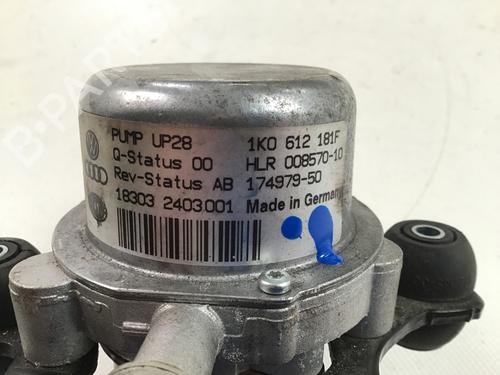 PUMP UP28 1K0 612 181F
Q-Status 00 HLR 008570-10
Rev-Status AB 174979-50
18303 2403001 Made in Germany
B-PARTS